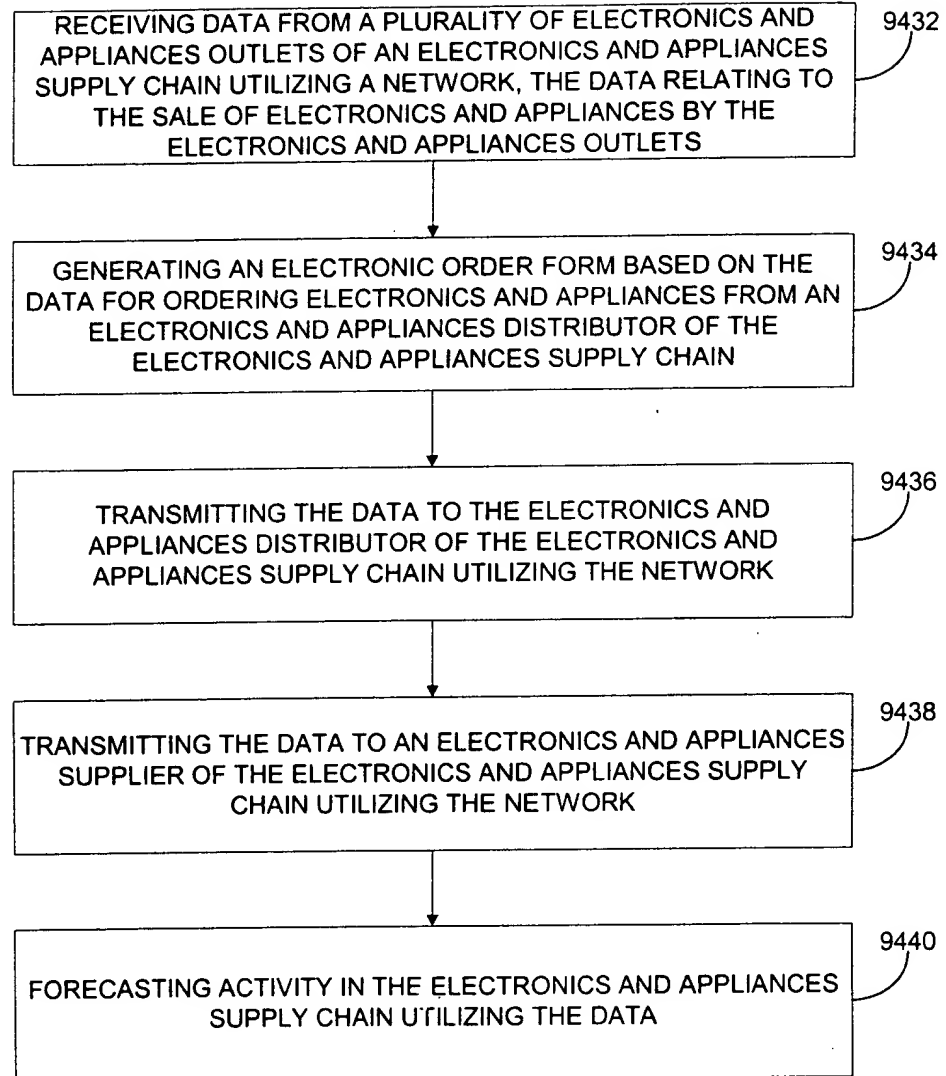 RECEIVING DATA FROM A PLURALITY OF ELECTRONICS AND
APPLIANCES OUTLETS OF AN ELECTRONICS AND APPLIANCES
SUPPLY CHAIN UTILIZING A NETWORK, THE DATA RELATING TO
THE SALE OF ELECTRONICS AND APPLIANCES BY THE
ELECTRONICS AND APPLIANCES OUTLETS
9432
GENERATING AN ELECTRONIC ORDER FORM BASED ON THE
DATA FOR ORDERING ELECTRONICS AND APPLIANCES FROM AN
ELECTRONICS AND APPLIANCES DISTRIBUTOR OF THE
ELECTRONICS AND APPLIANCES SUPPLY CHAIN
9434
TRANSMITTING THE DATA TO THE ELECTRONICS AND
APPLIANCES DISTRIBUTOR OF THE ELECTRONICS AND
APPLIANCES SUPPLY CHAIN UTILIZING THE NETWORK
9436
TRANSMITTING THE DATA TO AN ELECTRONICS AND APPLIANCES
SUPPLIER OF THE ELECTRONICS AND APPLIANCES SUPPLY
CHAIN UTILIZING THE NETWORK
9438
FORECASTING ACTIVITY IN THE ELECTRONICS AND APPLIANCES
SUPPLY CHAIN UTILIZING THE DATA
9440